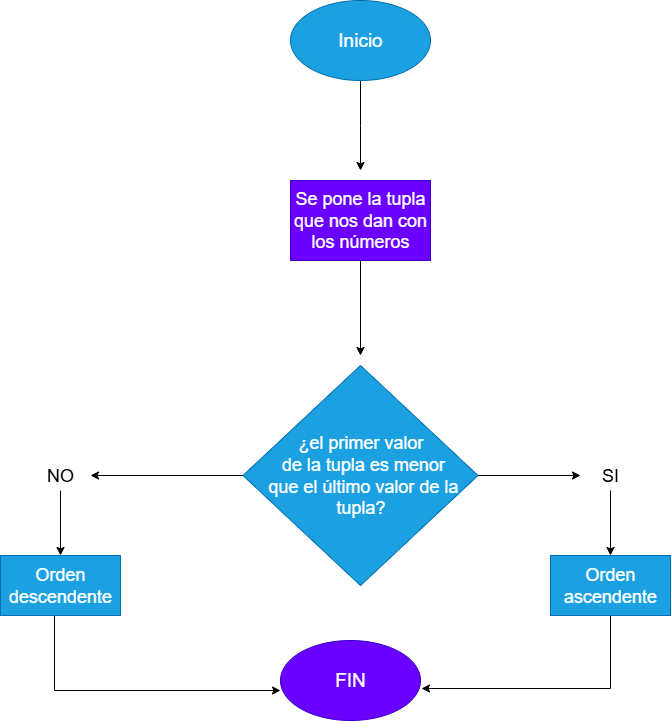 Inicio
Se pone la tupla
que nos dan con
los números
¿el primer valor
de la tupla es menor
que el último valor de la
tupla?
NO
SI
Orden
descendente
Orden
ascendente
FIN